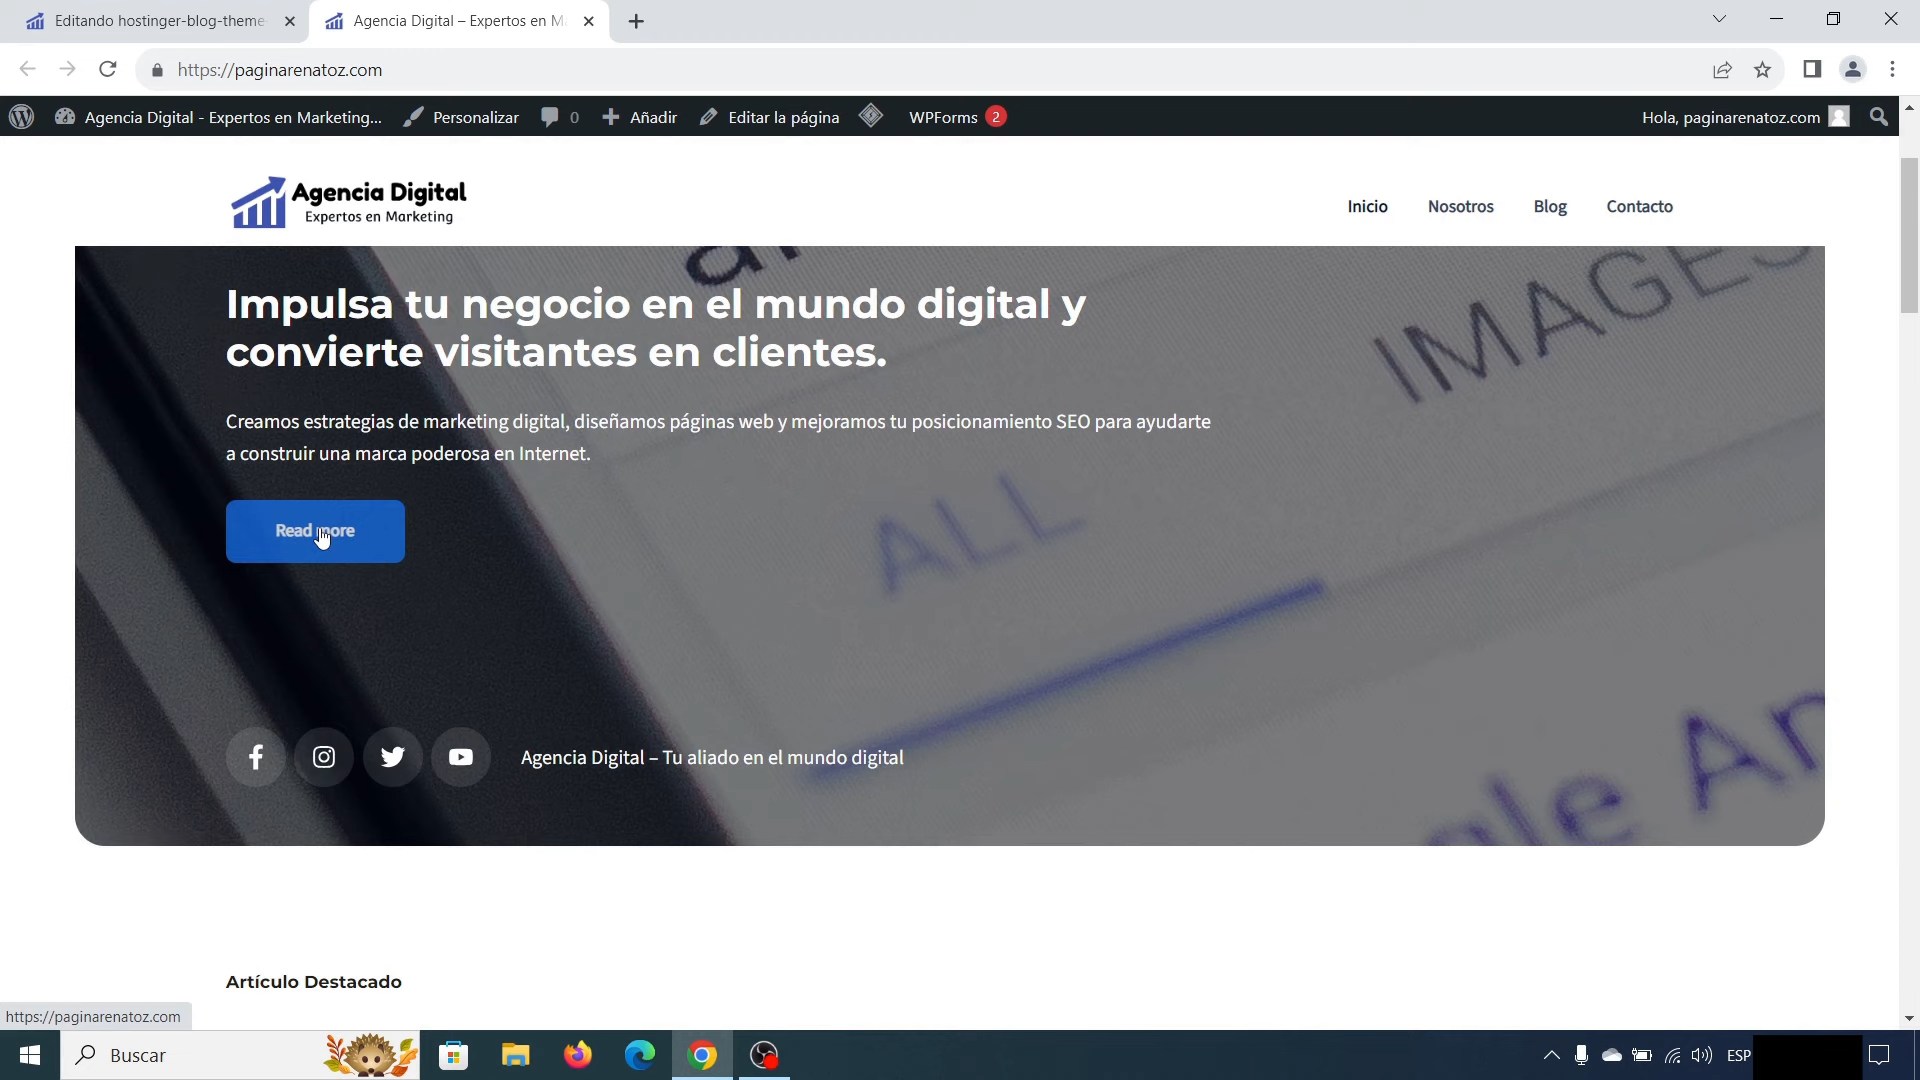 Editando hostinger-blog-theme
Agencia Digital – Expertos en M
https://paginarenatoz.com
Agencia Digital - Expertos en Marketing...
Personalizar
0
Añadir
Editar la página
WPForms
2
Hola, paginarenatoz.com
Agencia Digital
Expertos en Marketing
Inicio
Nosotros
Blog
Contacto
IMAGES
Impulsa tu negocio en el mundo digital y
convierte visitantes en clientes.
Creamos estrategias de marketing digital, diseñamos páginas web y mejoramos tu posicionamiento SEO para ayudarte
a construir una marca poderosa en Internet.
ALL
Read more
Agencia Digital – Tu aliado en el mundo digital
Artículo Destacado
https://paginarenatoz.com
Buscar
ESP